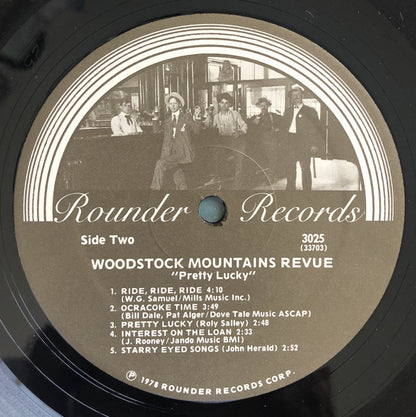 Rounder Records
Side Two
3025
(33703)
WOODSTOCK MOUNTAINS REVUE
"Pretty Lucky"
1. RIDE, RIDE, RIDE 4:10
(W.G. Samuel/Mills Music Inc.)
2. OCRACOKE TIME 3:49
(Bill Dale, Pat Alger/Dove Tale Music ASCAP)
3. PRETTY LUCKY (Roly Salley) 2:48
4. INTEREST ON THE LOAN 2:33
(J. Rooney/Jando Music BMI)
5. STARRY EYED SONGS (John Herald) 2:52
℗ 1978 ROUNDER RECORDS CORP.